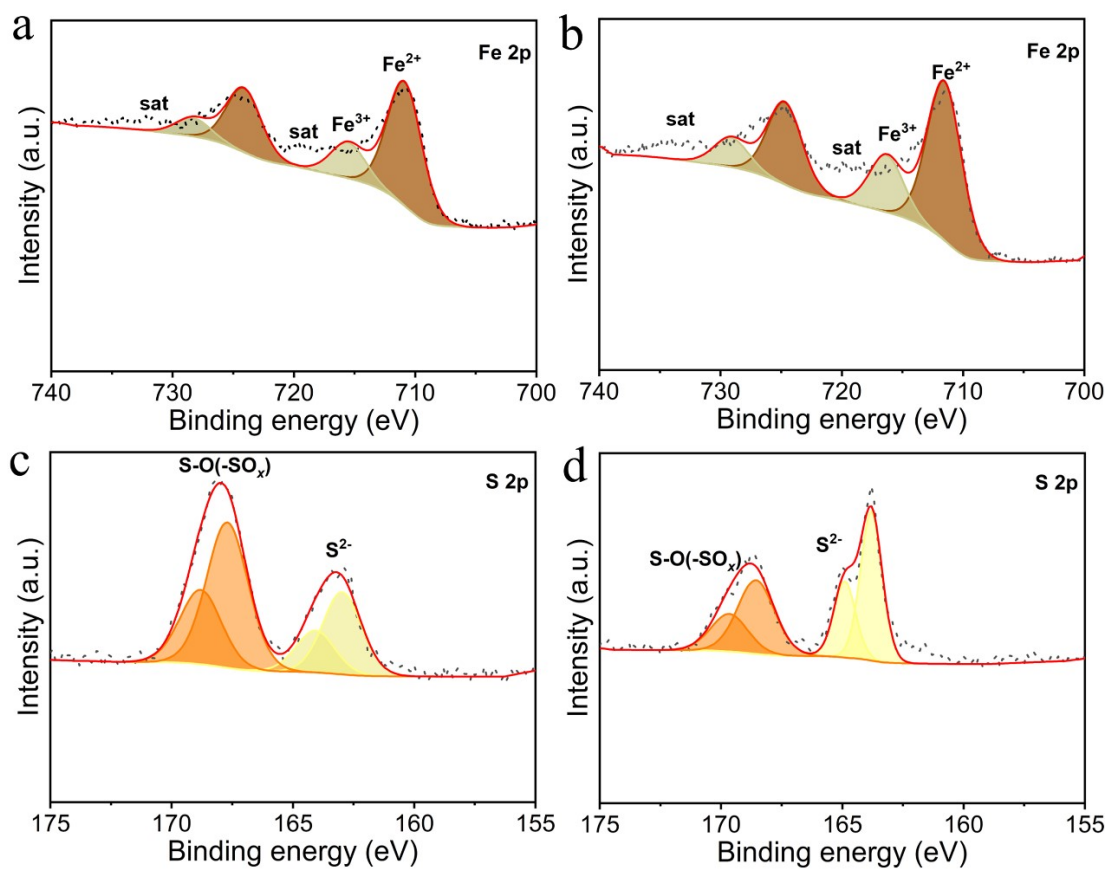 a
Fe 2p
Fe²⁺
sat
sat
Fe³⁺
Intensity (a.u.)
740
730
720
710
700
Binding energy (eV)
b
Fe 2p
Fe²⁺
sat
sat
Fe³⁺
Intensity (a.u.)
740
730
720
710
700
Binding energy (eV)
c
S-O(-SOₓ)
S 2p
S²⁻
Intensity (a.u.)
175
170
165
160
155
Binding energy (eV)
d
S 2p
S-O(-SOₓ)
S²⁻
Intensity (a.u.)
175
170
165
160
155
Binding energy (eV)